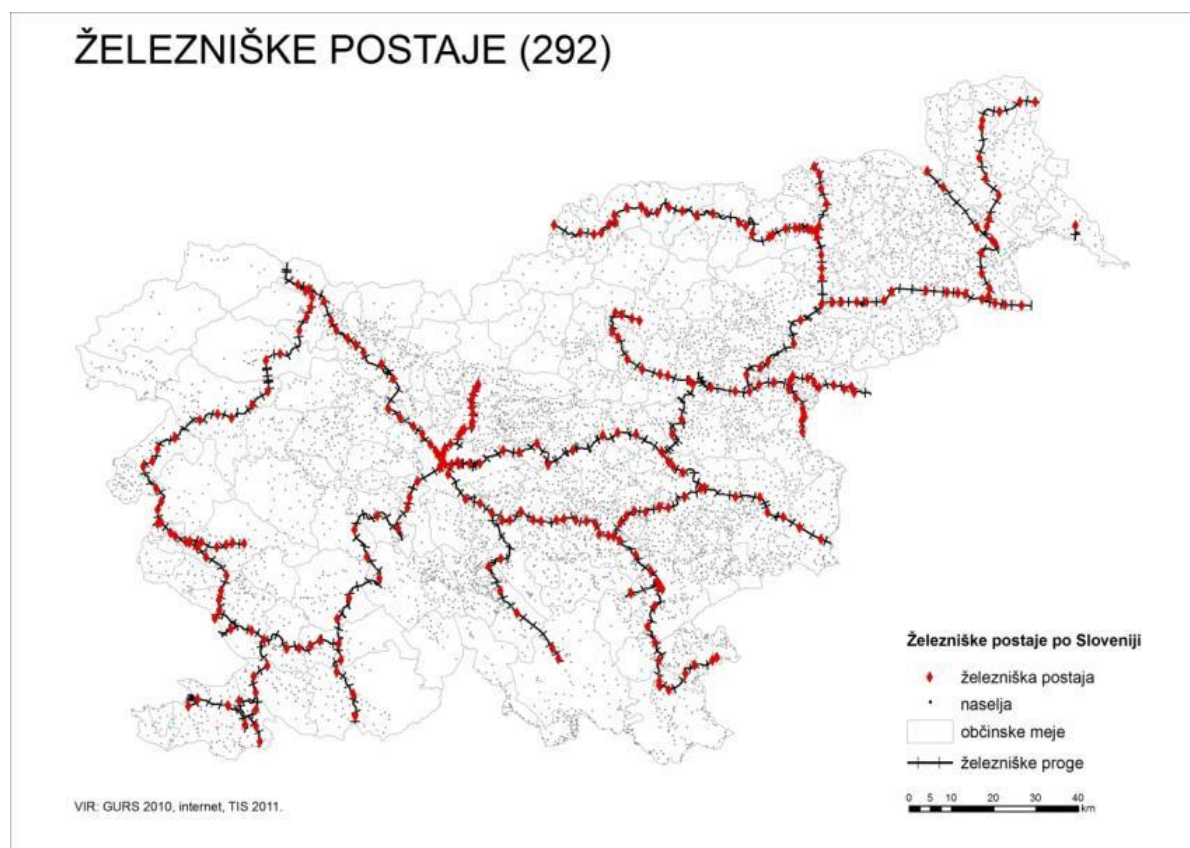 ŽELEZNIŠKE POSTAJE (292)
Železniške postaje po Sloveniji
železniška postaja
naselja
občinske meje
železniške proge
0 5 10 20 30 40
km
VIR: GURS 2010, internet, TIS 2011.